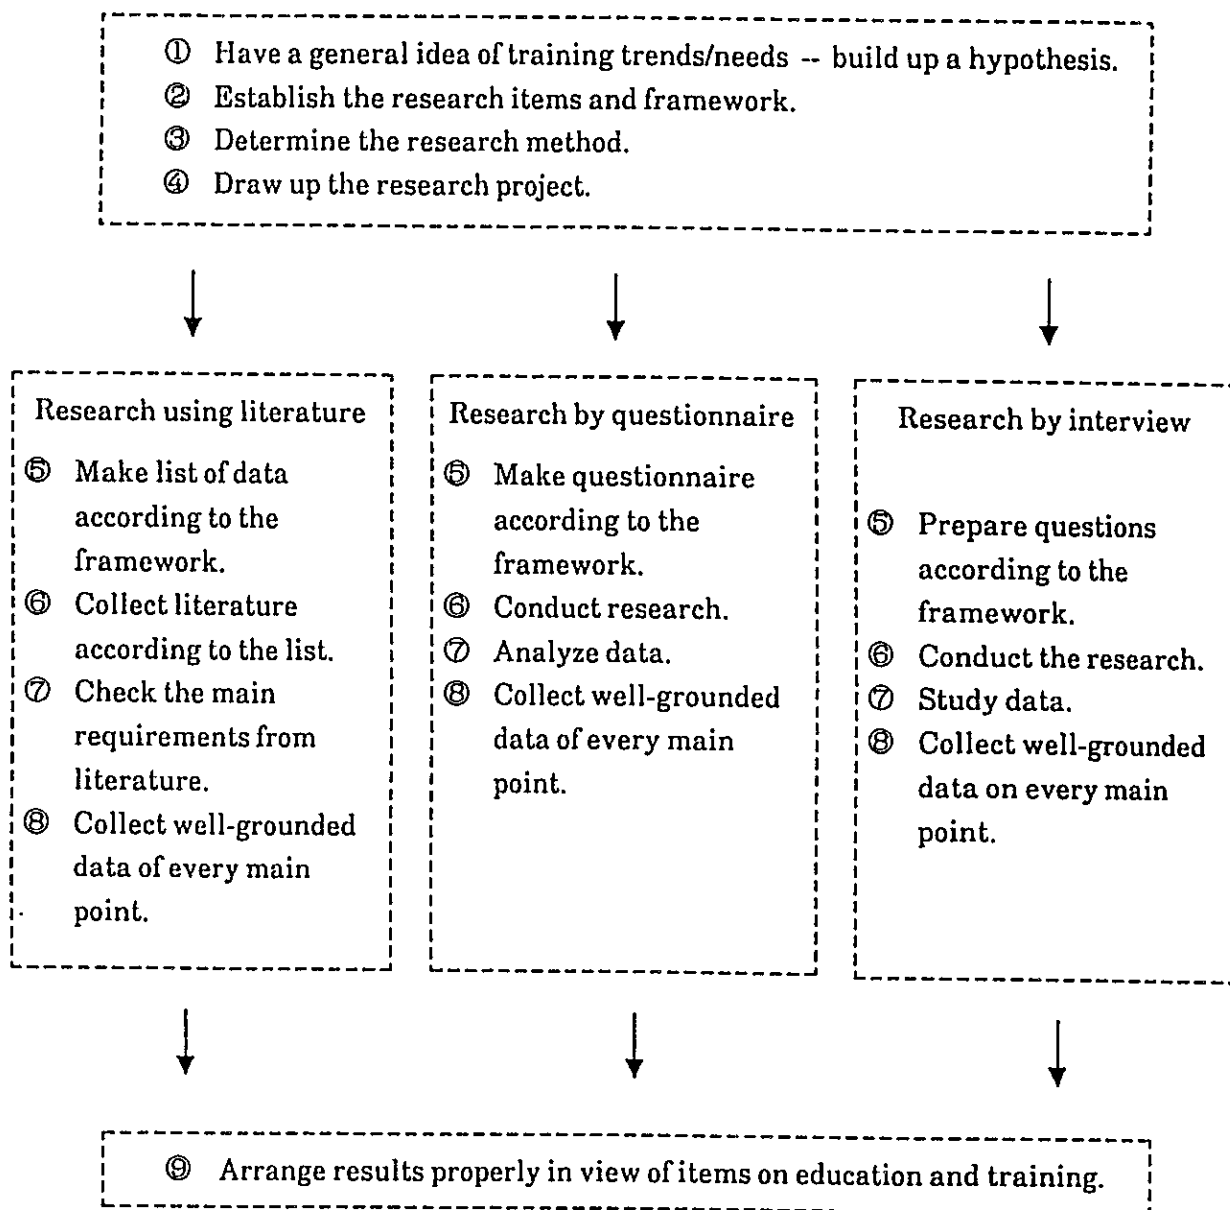 ① Have a general idea of training trends/needs -- build up a hypothesis.
② Establish the research items and framework.
③ Determine the research method.
④ Draw up the research project.
Research using literature
⑤ Make list of data
according to the
framework.
⑥ Collect literature
according to the list.
⑦ Check the main
requirements from
literature.
⑧ Collect well-grounded
data of every main
point.
Research by questionnaire
⑤ Make questionnaire
according to the
framework.
⑥ Conduct research.
⑦ Analyze data.
⑧ Collect well-grounded
data of every main
point.
Research by interview
⑤ Prepare questions
according to the
framework.
⑥ Conduct the research.
⑦ Study data.
⑧ Collect well-grounded
data on every main
point.
⑨ Arrange results properly in view of items on education and training.